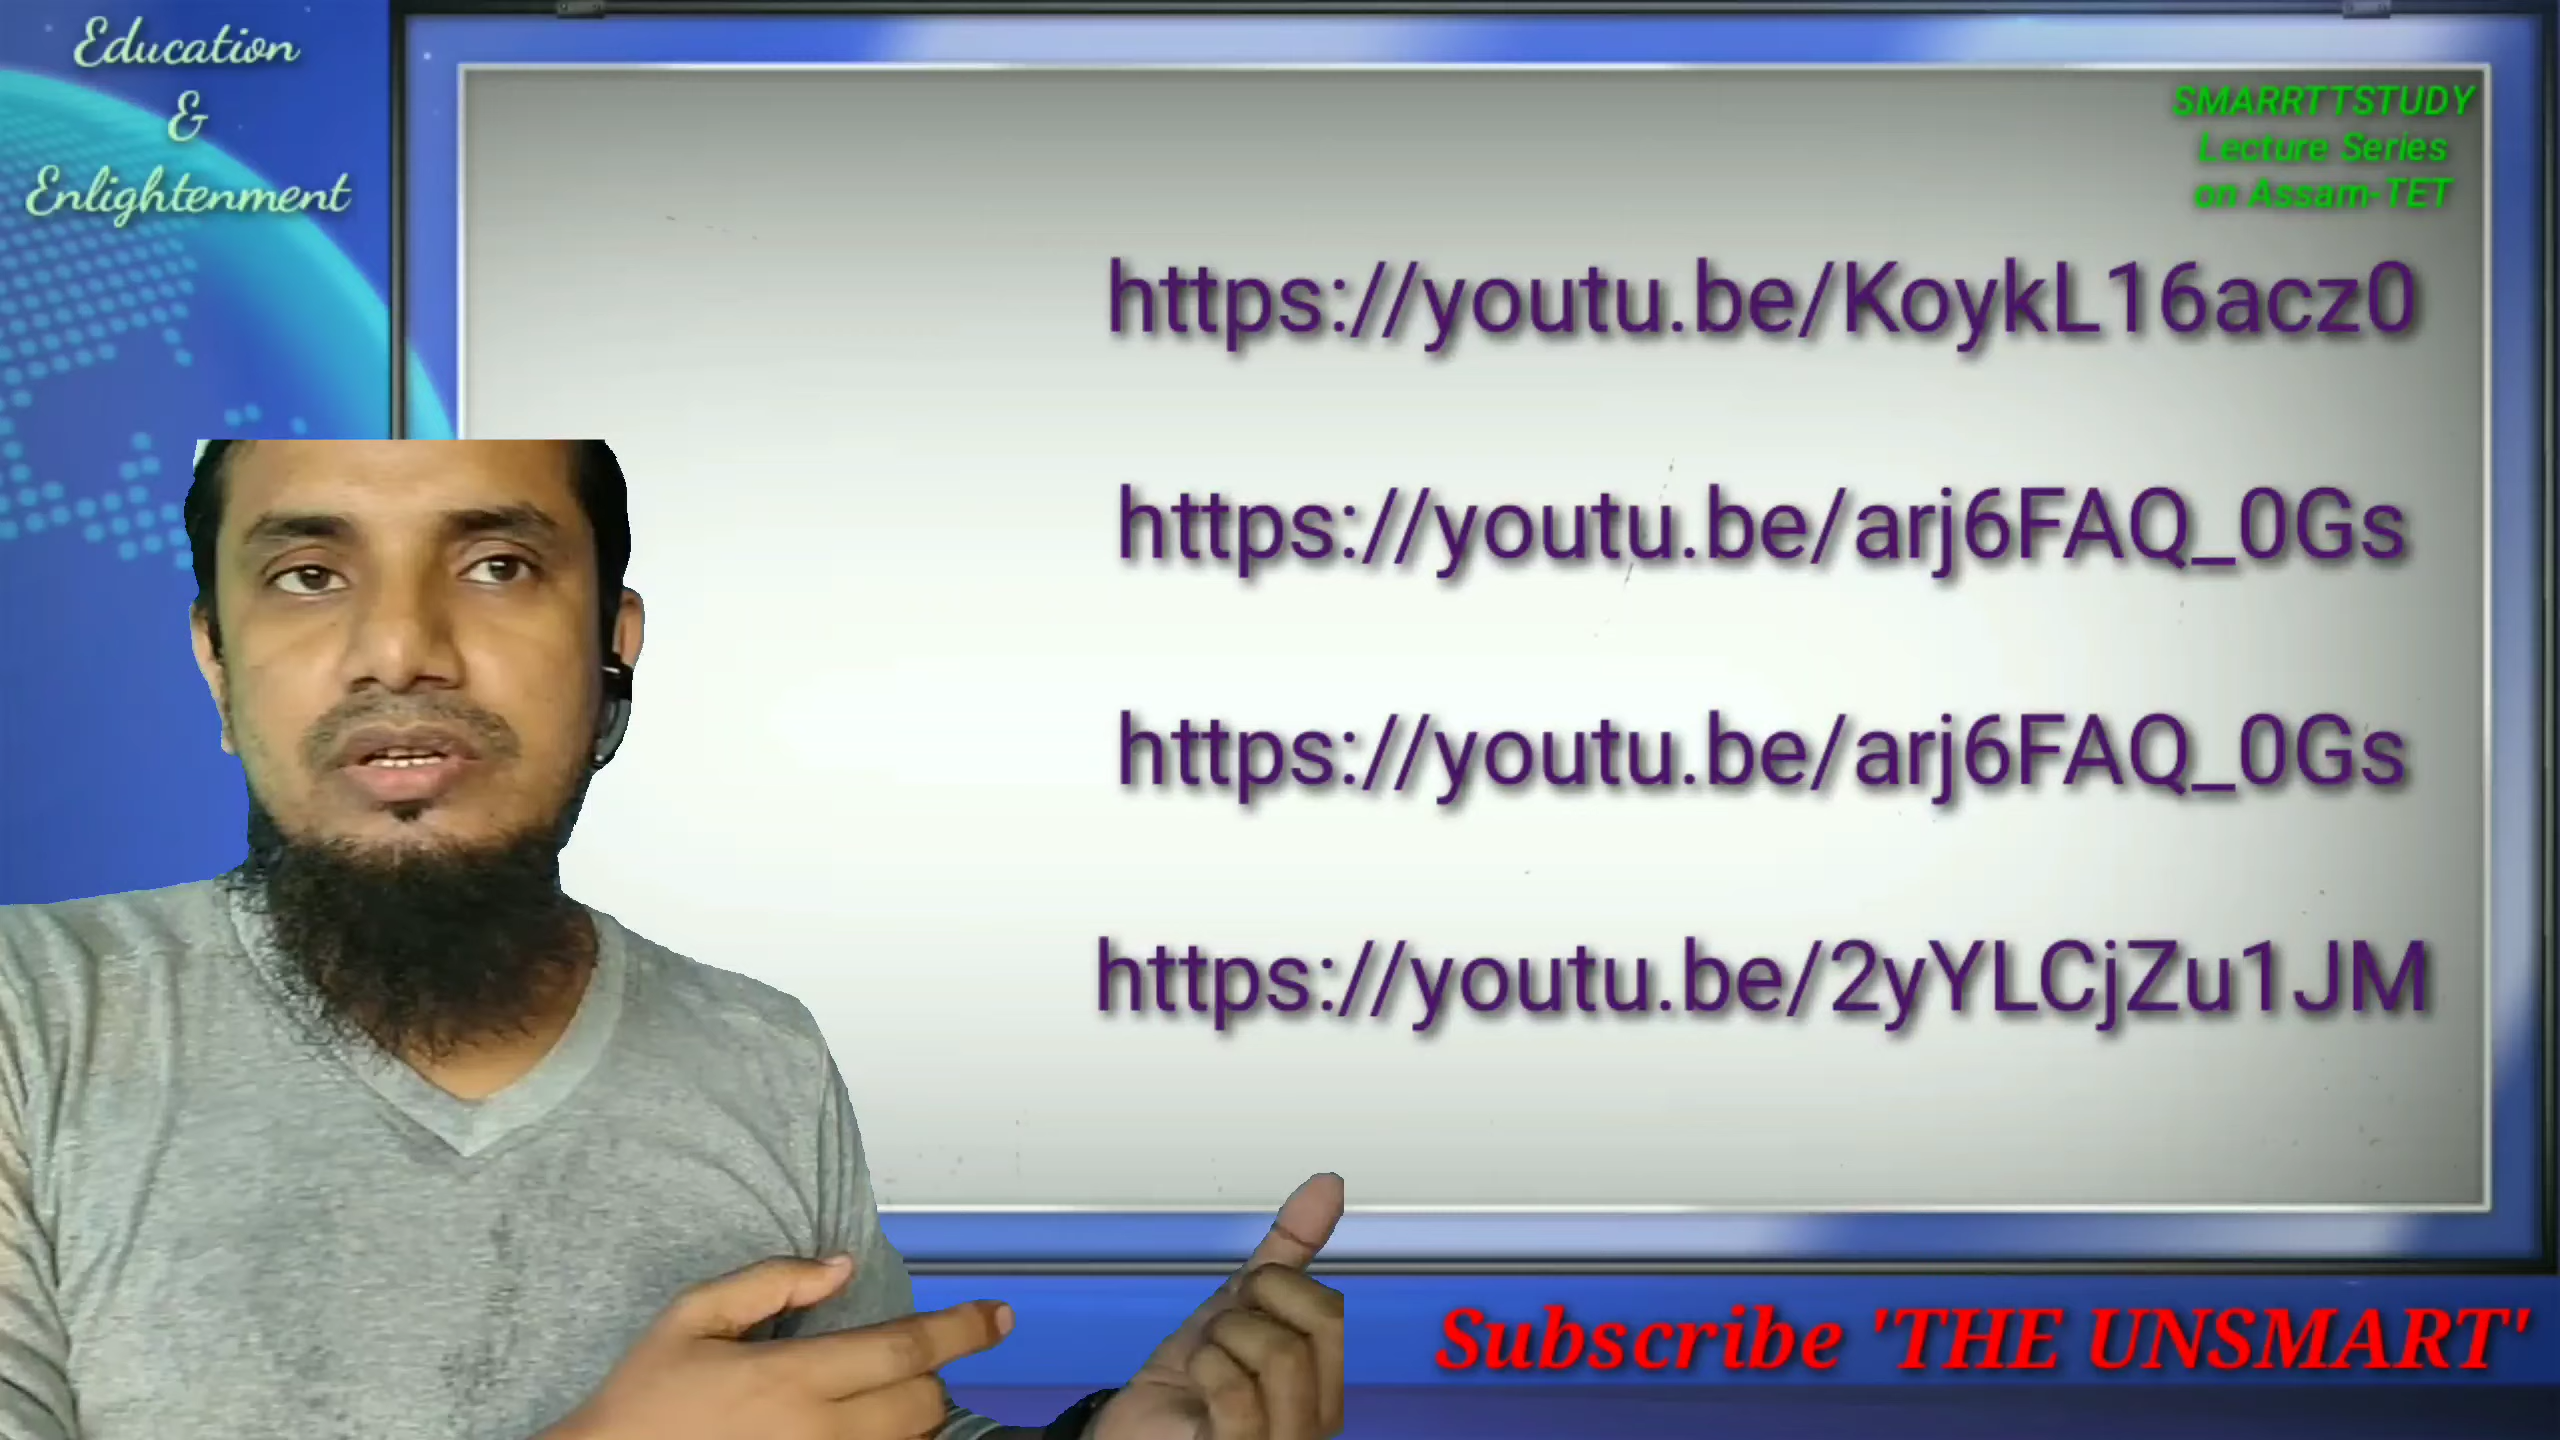 Education
&
Enlightenment
SMARRTTSTUDY
Lecture Series
on Assam-TET
https://youtu.be/KoykL16acz0
https://youtu.be/arj6FAQ_0Gs
https://youtu.be/arj6FAQ_0Gs
https://youtu.be/2yYLCjZu1JM
Subscribe 'THE UNSMART'